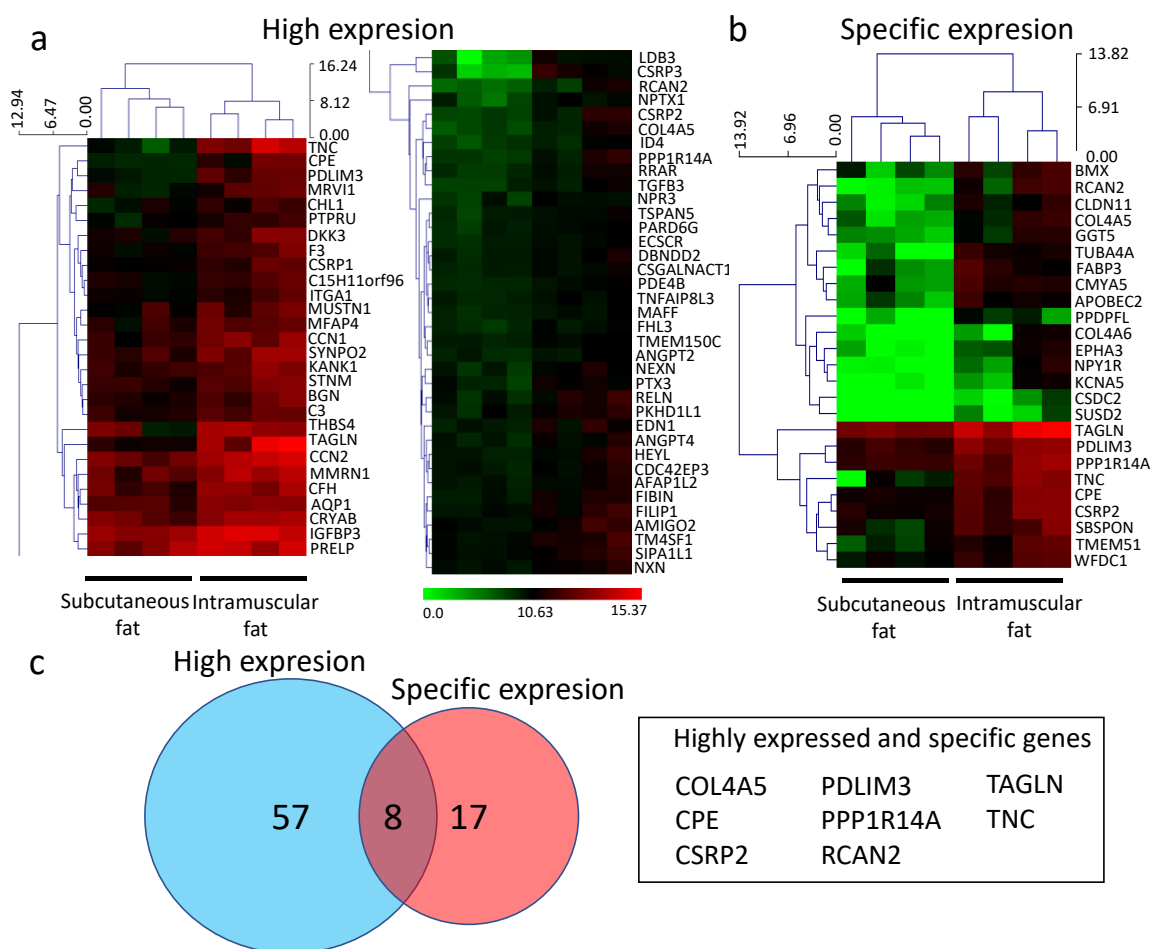 a
High expression
b
Specific expresion
12.94
6.47
0.00
16.24
8.12
0.00
TNC
CPE
PDLIM3
MRVI1
CHL1
PTPRU
DKK3
F3
CSRP1
C15H11orf96
ITGA1
MUSTN1
MFAP4
CCN1
SYNPO2
KANK1
STNM
BGN
C3
THBS4
TAGLN
CCN2
MMRN1
CFH
AQP1
CRYAB
IGFBP3
PRELP
Subcutaneous
fat
Intramuscular
fat
LDB3
CSRP3
RCAN2
NPTX1
CSRP2
COL4A5
ID4
PPP1R14A
RRAR
TGFB3
NPR3
TSPAN5
PARD6G
ECSCR
DBNDD2
CSGALNACT1
PDE4B
TNFAIP8L3
MAFF
FHL3
TMEM150C
ANGPT2
NEXN
PTX3
RELN
PKHD1L1
EDN1
ANGPT4
HEYL
CDC42EP3
AFAP1L2
FIBIN
FILIP1
AMIGO2
TM4SF1
SIPA1L1
NXN
0.0
10.63
15.37
13.92
6.96
0.00
13.82
6.91
0.00
BMX
RCAN2
CLDN11
COL4A5
GGT5
TUBA4A
FABP3
CMYA5
APOBEC2
PPDPFL
COL4A6
EPHA3
NPY1R
KCNA5
CSDC2
SUSD2
TAGLN
PDLIM3
PPP1R14A
TNC
CPE
CSRP2
SBSPON
TMEM51
WFDC1
Subcutaneous
fat
Intramuscular
fat
c
High expresion
Specific expresion
57
8
17
Highly expressed and specific genes
COL4A5 PDLIM3 TAGLN
CPE PPP1R14A TNC
CSRP2 RCAN2